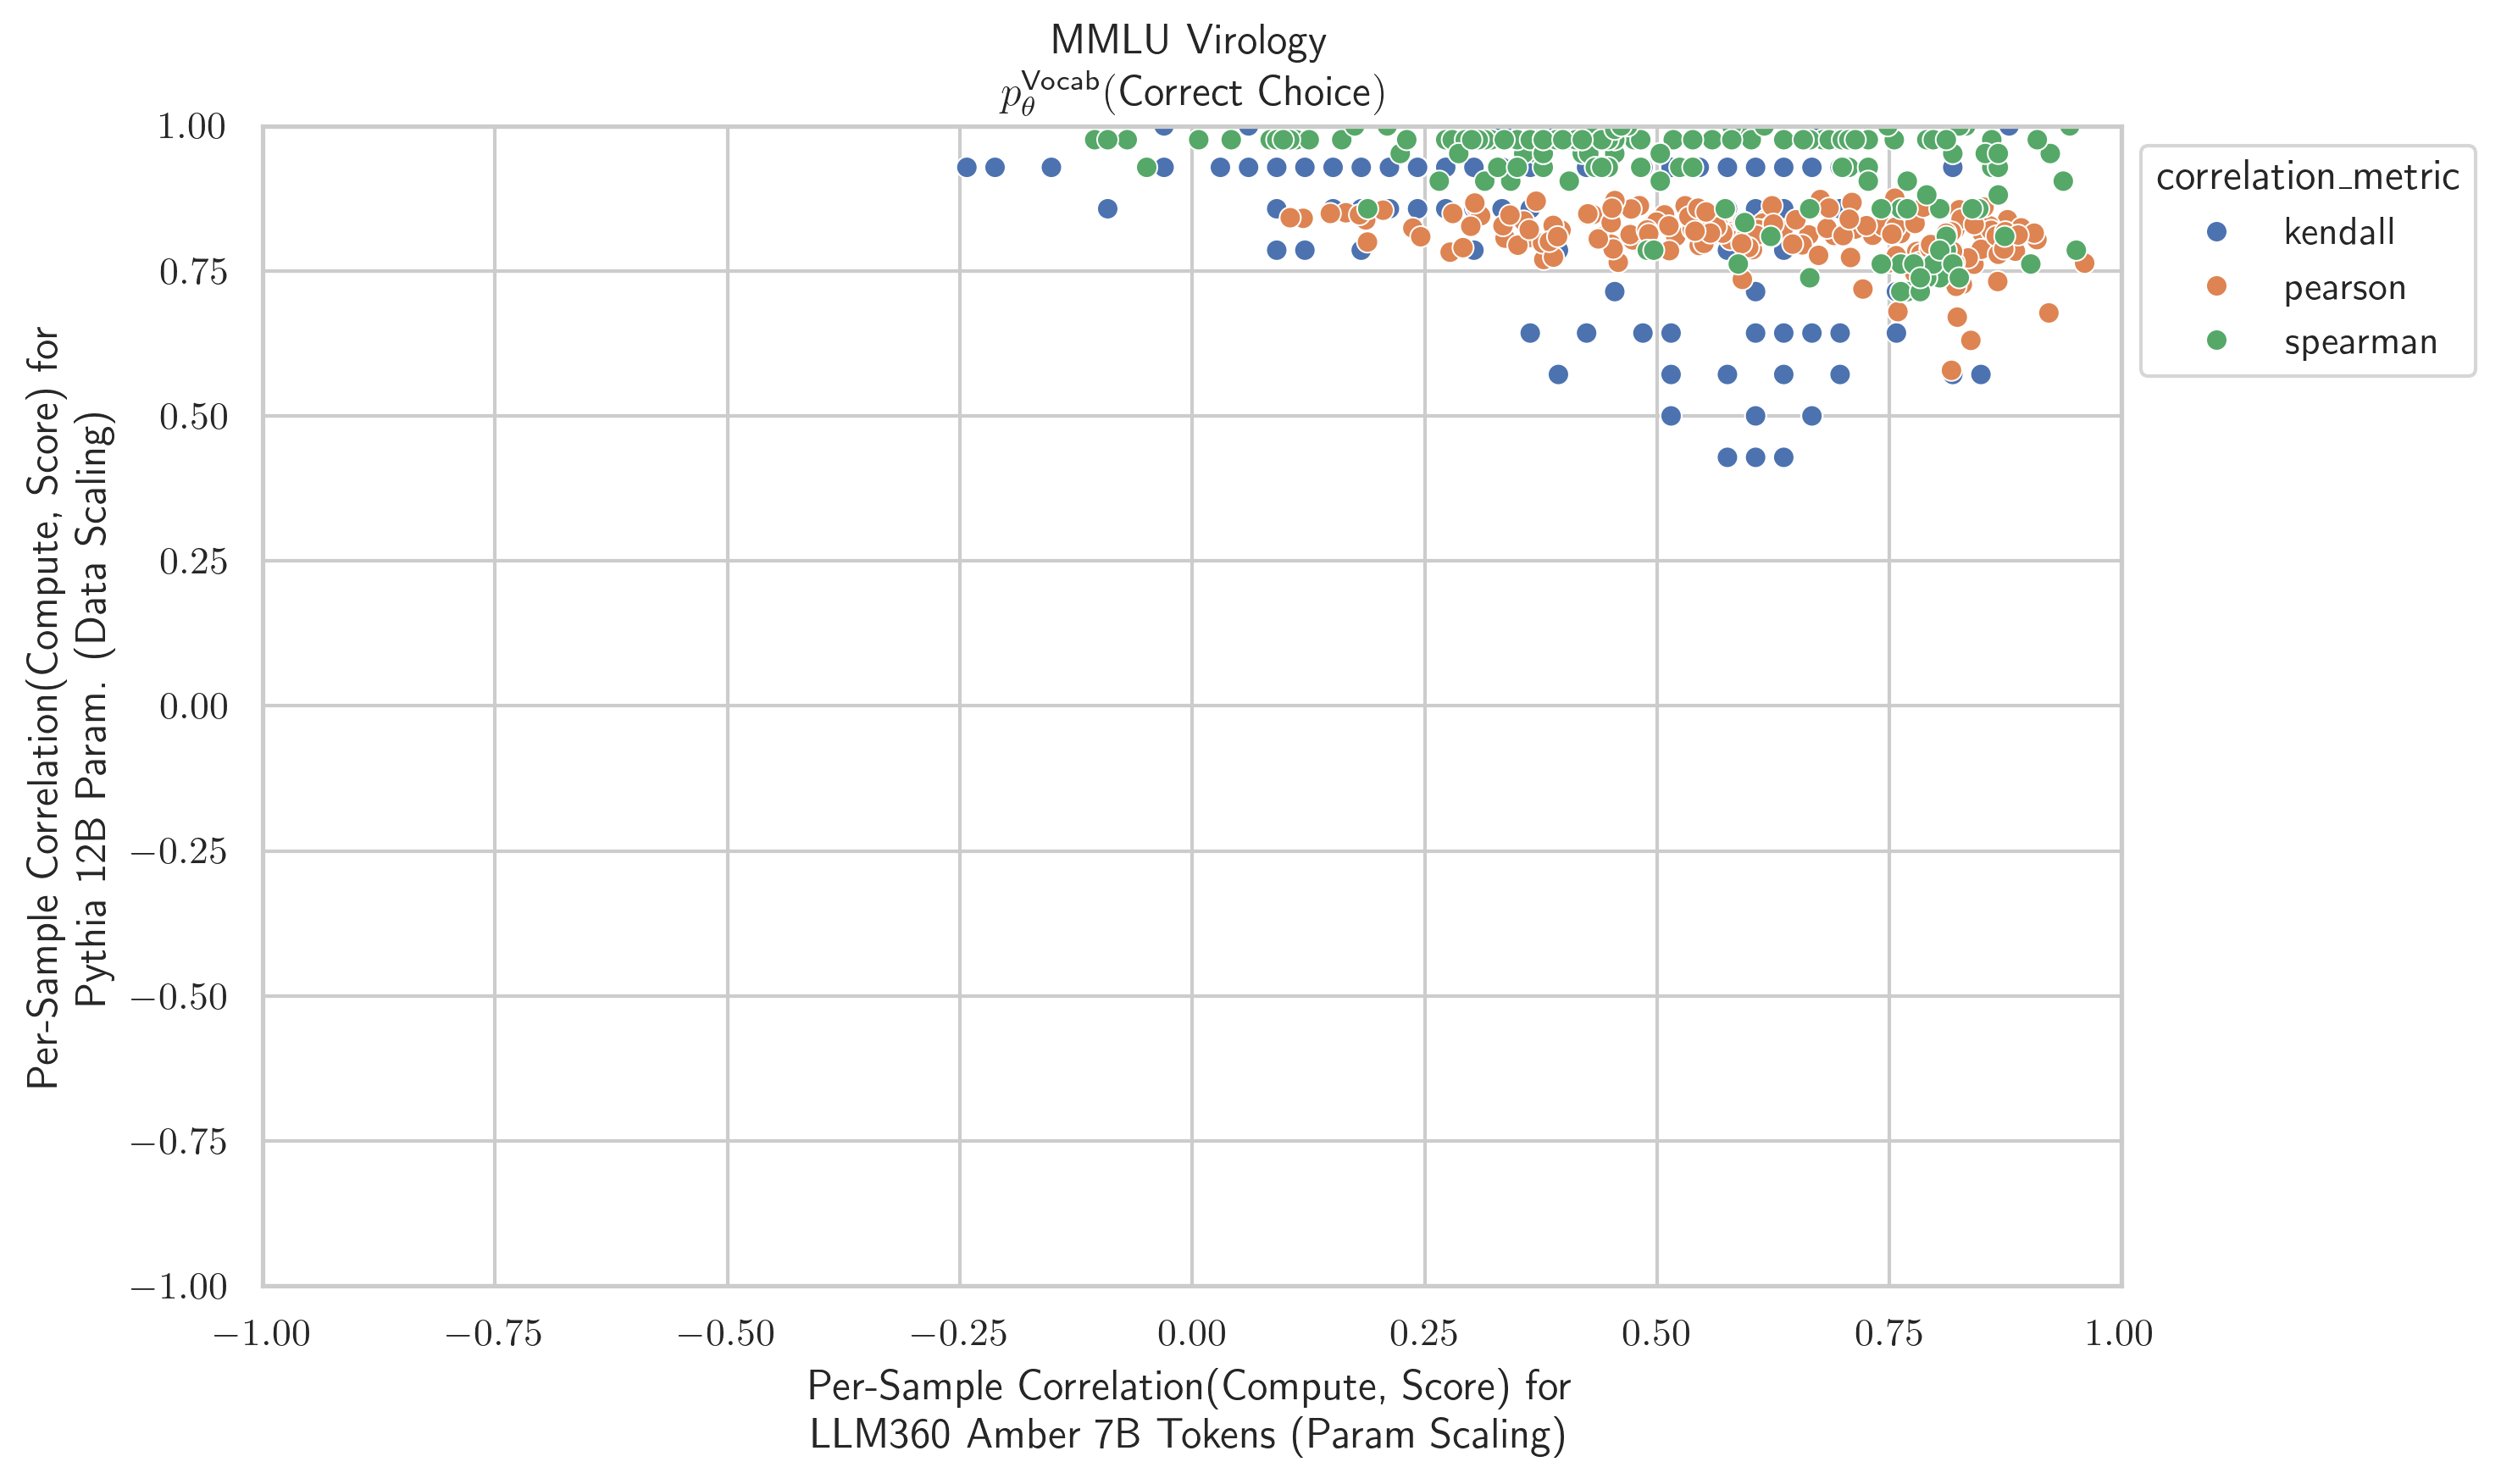 MMLU Virology
p_θ^Vocab(Correct Choice)
Per-Sample Correlation(Compute, Score) for
Pythia 12B Param. (Data Scaling)
1.00
0.75
0.50
0.25
0.00
−0.25
−0.50
−0.75
−1.00
−1.00 −0.75 −0.50 −0.25 0.00 0.25 0.50 0.75 1.00
Per-Sample Correlation(Compute, Score) for
LLM360 Amber 7B Tokens (Param Scaling)
correlation_metric
kendall
pearson
spearman